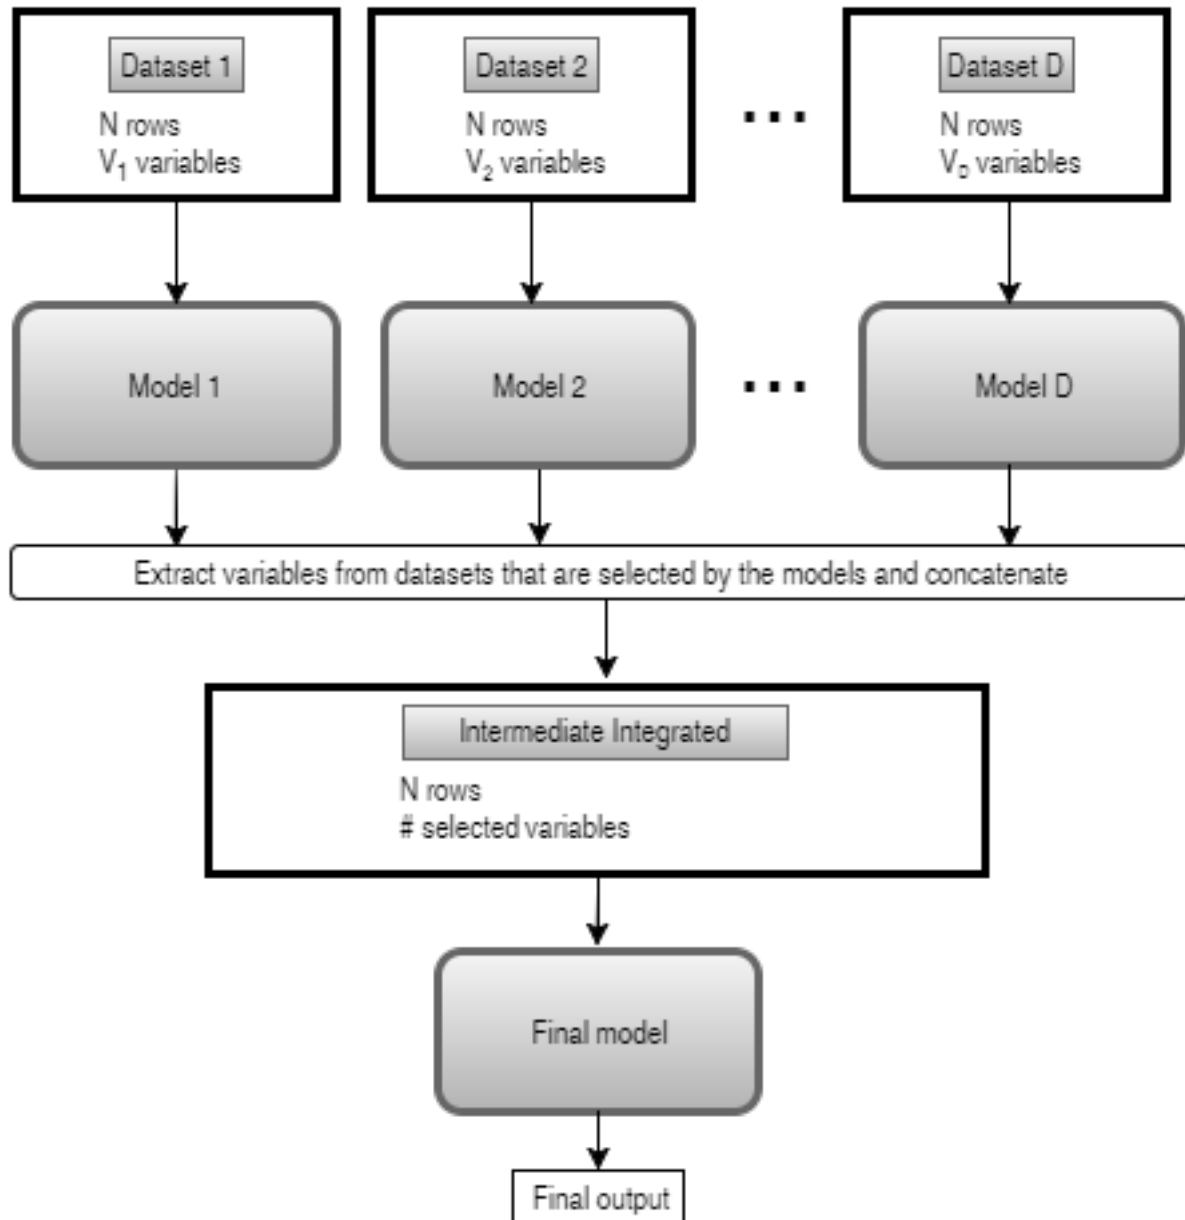 Dataset 1
N rows
V₁ variables
Dataset 2
N rows
V₂ variables
...
Dataset D
N rows
V_D variables
Model 1
Model 2
...
Model D
Extract variables from datasets that are selected by the models and concatenate
Intermediate Integrated
N rows
# selected variables
Final model
Final output